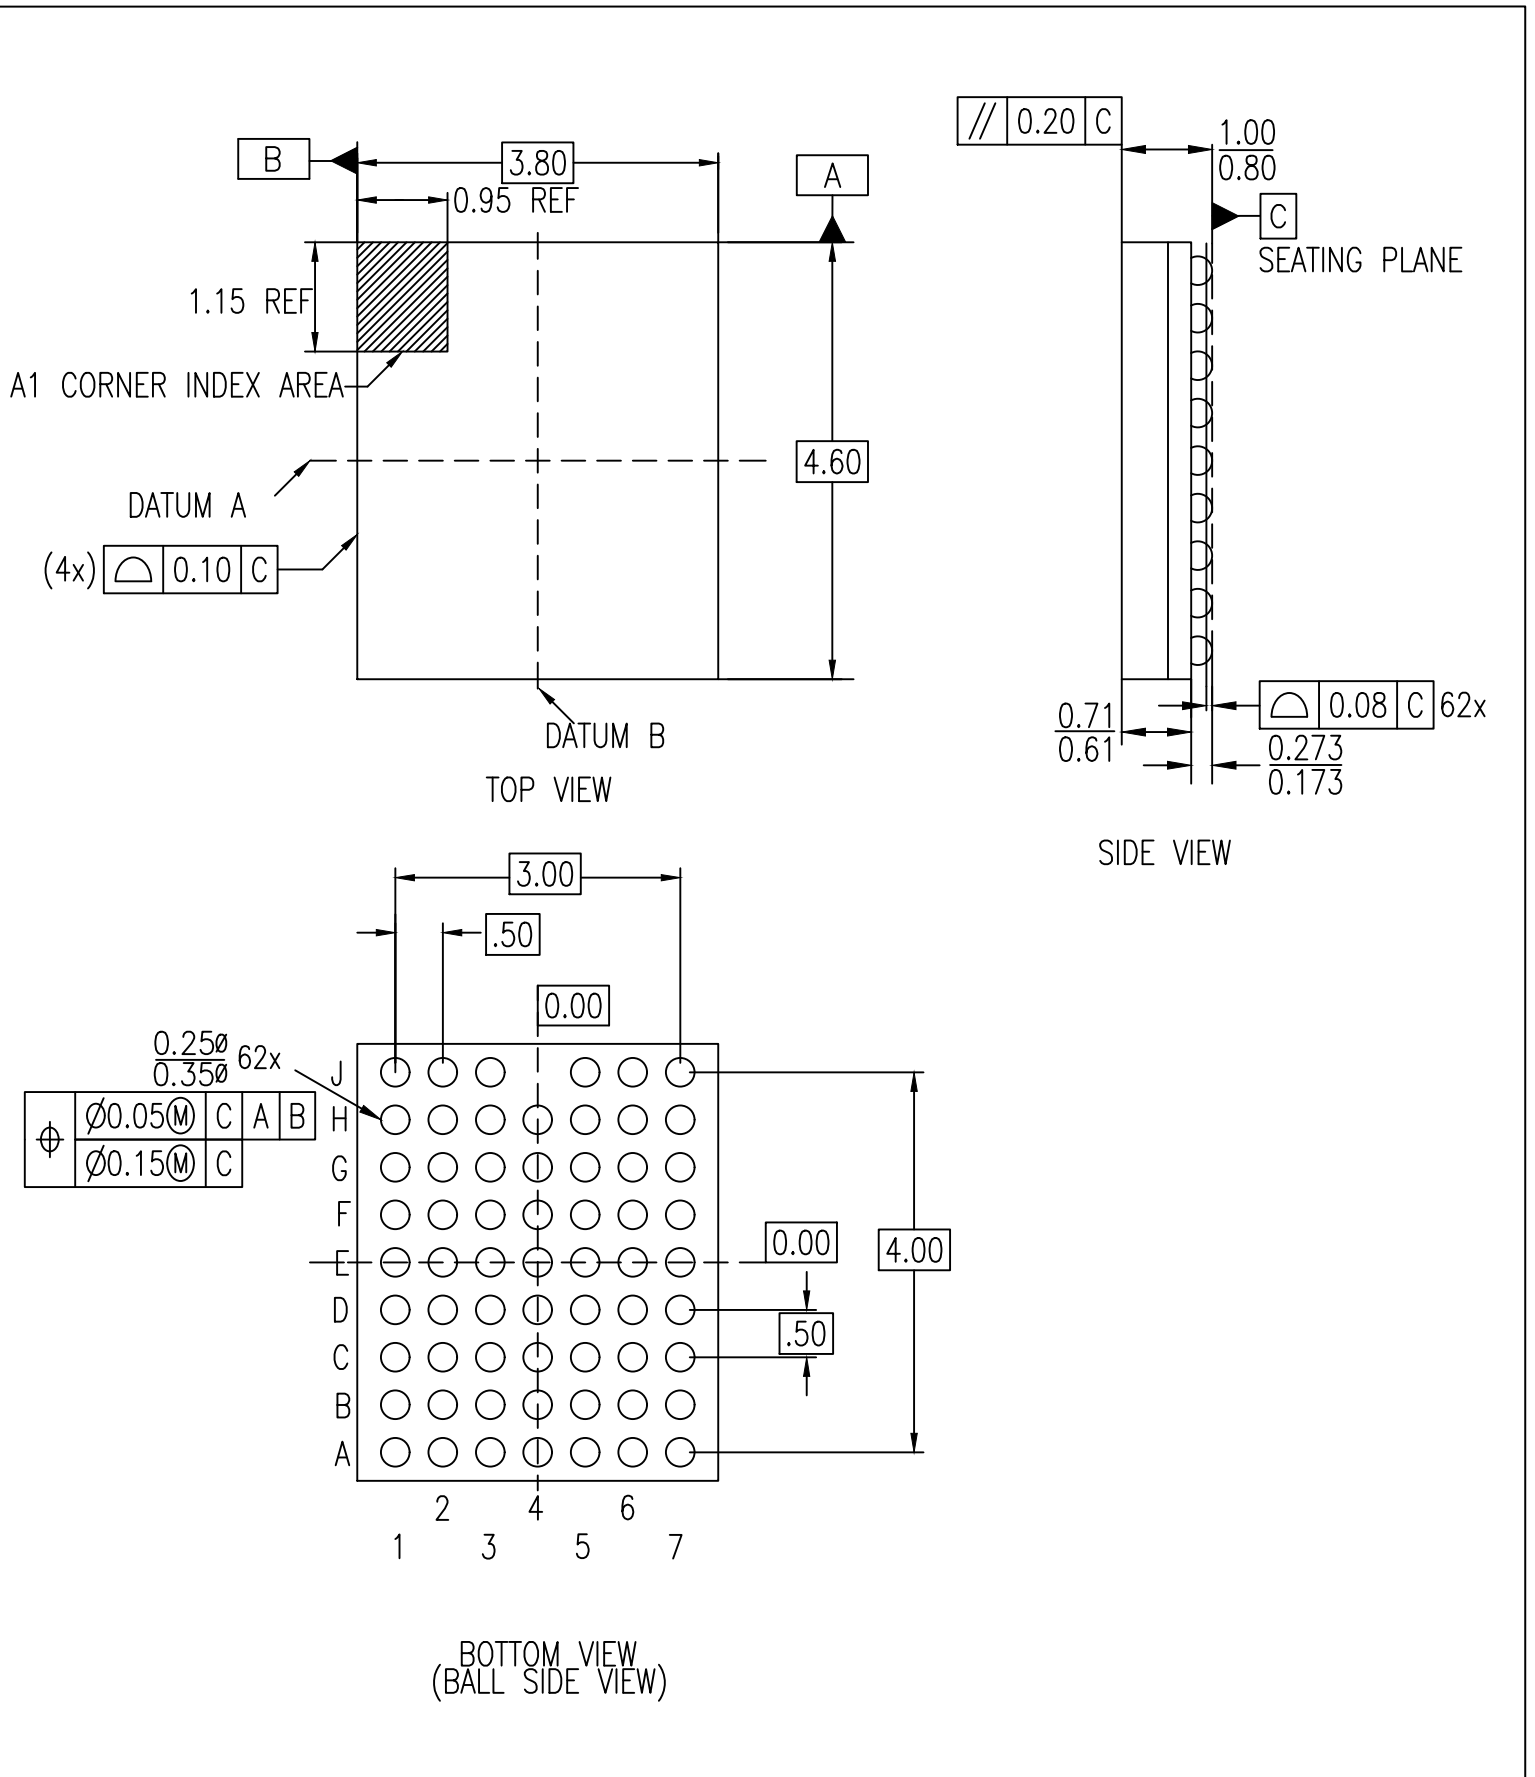 // 0.20 C
1.00
0.80
B
3.80
A
0.95 REF
C
SEATING PLANE
1.15 REF
A1 CORNER INDEX AREA
4.60
DATUM A
(4x) 0.10 C
0.08 C 62x
0.71
0.61
0.273
0.173
DATUM B
TOP VIEW
SIDE VIEW
3.00
.50
0.00
0.25ø 62x
0.35ø
Ø0.05Ⓜ C A B
Ø0.15Ⓜ C
J
H
G
F
E
D
C
B
A
0.00
4.00
.50
2 4 6
1 3 5 7
BOTTOM VIEW
(BALL SIDE VIEW)